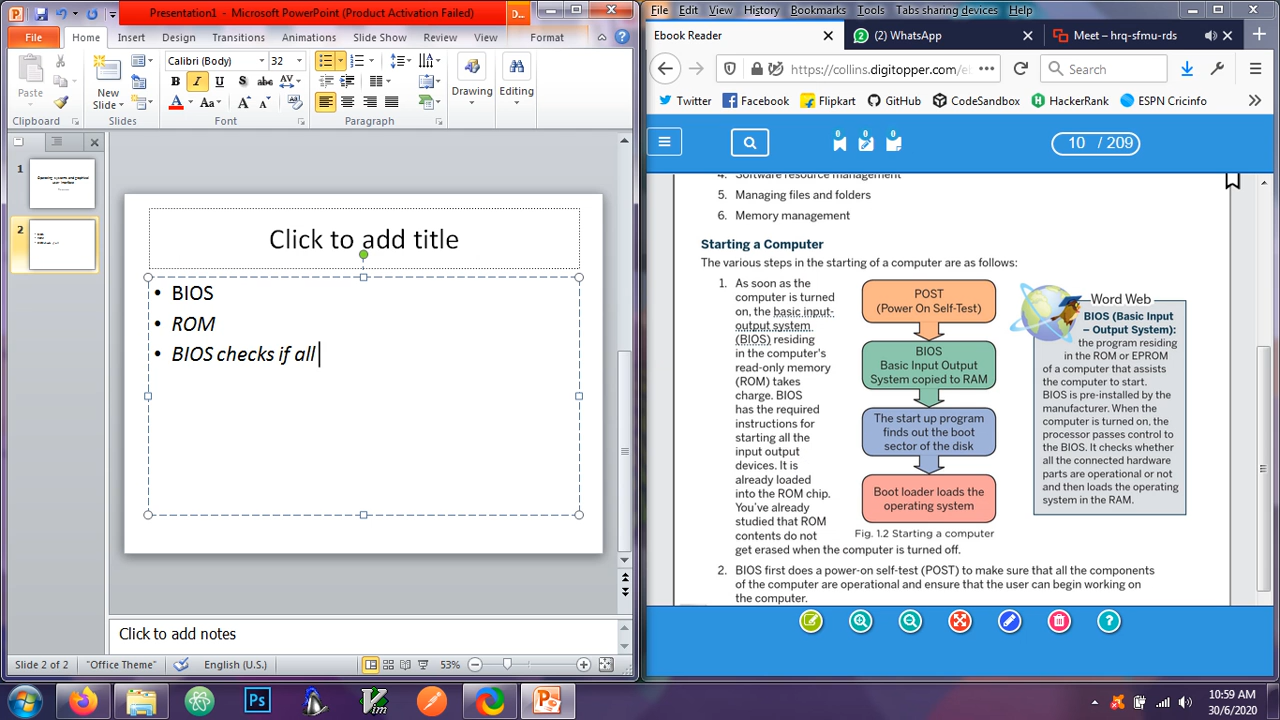 Presentation1 - Microsoft PowerPoint (Product Activation Failed)
D...
File
Home
Insert
Design
Transitions
Animations
Slide Show
Review
View
Format
Calibri (Body)
32
Paste
New
Slide
Drawing
Editing
Clipboard
Slides
Font
Paragraph
1
2
Click to add title
• BIOS
• ROM
• BIOS checks if all
Click to add notes
Slide 2 of 2
"Office Theme"
English (U.S.)
53%
File Edit View History Bookmarks Tools Tabs sharing devices Help
Ebook Reader
(2) WhatsApp
Meet – hrq-sfmu-rds
https://collins.digitopper.com/
Search
Twitter
Facebook
Flipkart
GitHub
CodeSandbox
HackerRank
ESPN Cricinfo
0 0 0
10 / 209
4. Software resource management
5. Managing files and folders
6. Memory management
Starting a Computer
The various steps in the starting of a computer are as follows:
1. As soon as the
computer is turned
on, the basic input-
output system
(BIOS) residing
in the computer's
read-only memory
(ROM) takes
charge. BIOS
has the required
instructions for
starting all the
input output
devices. It is
already loaded
into the ROM chip.
You've already
studied that ROM
contents do not
get erased when the computer is turned off.
POST
(Power On Self-Test)
BIOS
Basic Input Output
System copied to RAM
The start up program
finds out the boot
sector of the disk
Boot loader loads the
operating system
Fig. 1.2 Starting a computer
Word Web
BIOS (Basic Input
– Output System):
the program residing
in the ROM or EPROM
of a computer that assists
the computer to start.
BIOS is pre-installed by the
manufacturer. When the
computer is turned on, the
processor passes control to
the BIOS. It checks whether
all the connected hardware
parts are operational or not
and then loads the operating
system in the RAM.
2. BIOS first does a power-on self-test (POST) to make sure that all the components
of the computer are operational and ensure that the user can begin working on
the computer.
Ps
10:59 AM
30/6/2020